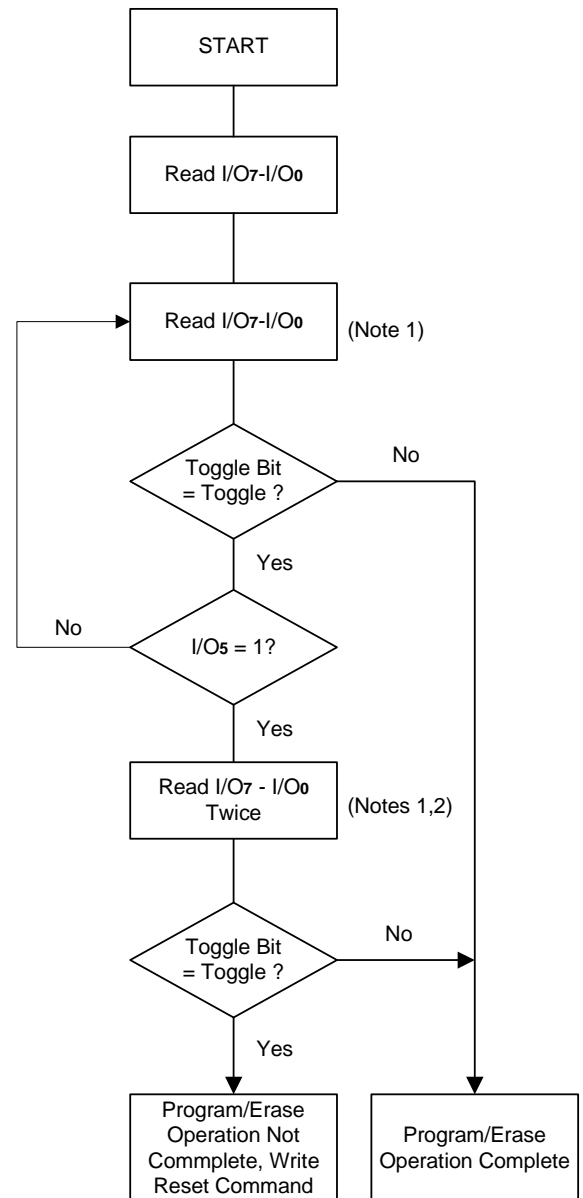 START
Read I/O7-I/O0
Read I/O7-I/O0
(Note 1)
Toggle Bit
= Toggle ?
No
Yes
No
I/O5 = 1?
Yes
Read I/O7 - I/O0
Twice
(Notes 1,2)
Toggle Bit
= Toggle ?
No
Yes
Program/Erase
Operation Not
Commplete, Write
Reset Command
Program/Erase
Operation Complete